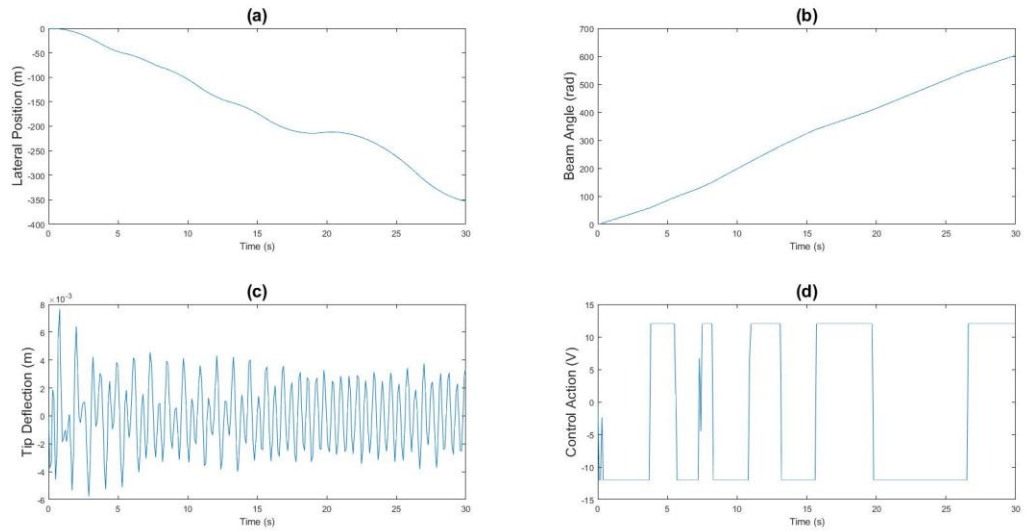 (a)
0
-50
-100
-150
-200
-250
-300
-350
-400
Lateral Position (m)
0 5 10 15 20 25 30
Time (s)
(b)
700
600
500
400
300
200
100
0
Beam Angle (rad)
0 5 10 15 20 25 30
Time (s)
(c)
×10-3
8
6
4
2
0
-2
-4
-6
Tip Deflection (m)
0 5 10 15 20 25 30
Time (s)
(d)
15
10
5
0
-5
-10
-15
Control Action (V)
0 5 10 15 20 25 30
Time (s)